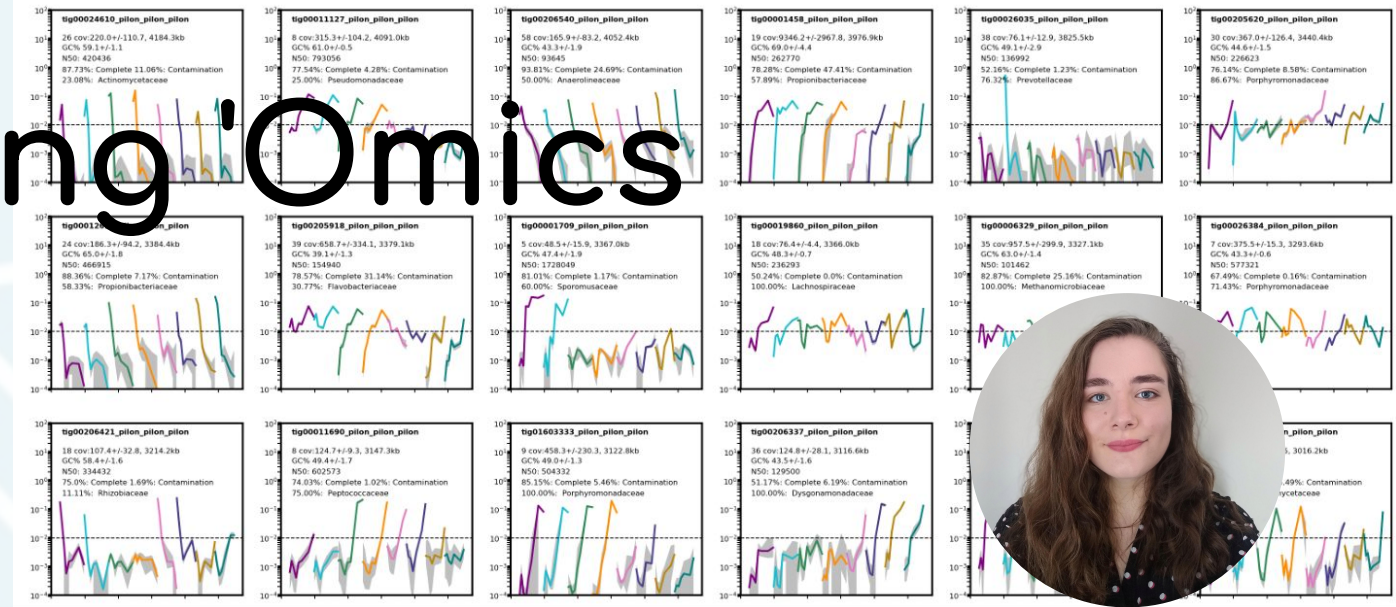 tig00024610_pilon_pilon_pilon
26 cov:220.0+/-110.7, 4184.3kb
GC% 59.1+/-1.1
N50: 420436
87.73%: Complete 11.06%: Contamination
23.08%: Actinomycetaceae
tig00011127_pilon_pilon_pilon
8 cov:315.3+/-104.2, 4091.0kb
GC% 61.0+/-0.5
N50: 793056
77.54%: Complete 4.28%: Contamination
25.00%: Pseudomonadaceae
tig00206540_pilon_pilon_pilon
58 cov:165.9+/-83.2, 4052.4kb
GC% 43.3+/-1.9
N50: 93645
93.81%: Complete 24.69%: Contamination
50.00%: Anaerolineaceae
tig00001458_pilon_pilon_pilon
19 cov:9346.2+/-2967.8, 3976.9kb
GC% 69.0+/-4.4
N50: 262770
78.28%: Complete 47.41%: Contamination
57.89%: Propionibacteriaceae
tig00026035_pilon_pilon_pilon
38 cov:76.1+/-12.9, 3825.5kb
GC% 49.1+/-2.9
N50: 136992
52.16%: Complete 1.23%: Contamination
76.32%: Prevotellaceae
tig00205620_pilon_pilon_pilon
30 cov:367.0+/-126.4, 3440.4kb
GC% 44.6+/-1.5
N50: 226623
76.14%: Complete 8.58%: Contamination
86.67%: Porphyromonadaceae
ng 'Omics
24 cov:186.3+/-94.2, 3384.4kb
GC% 65.0+/-1.8
N50: 466915
88.36%: Complete 7.17%: Contamination
58.33%: Propionibacteriaceae
tig00205918_pilon_pilon_pilon
39 cov:658.7+/-334.1, 3379.1kb
GC% 39.1+/-1.3
N50: 154940
78.57%: Complete 31.14%: Contamination
30.77%: Flavobacteriaceae
tig00001709_pilon_pilon_pilon
5 cov:48.5+/-15.9, 3367.0kb
GC% 47.4+/-1.9
N50: 1728049
81.01%: Complete 1.17%: Contamination
60.00%: Sporomusaceae
tig00019860_pilon_pilon_pilon
18 cov:76.4+/-4.4, 3366.0kb
GC% 48.3+/-0.7
N50: 236293
50.24%: Complete 0.0%: Contamination
100.00%: Lachnospiraceae
tig00006329_pilon_pilon_pilon
35 cov:957.5+/-299.9, 3327.1kb
GC% 63.0+/-1.4
N50: 101462
82.87%: Complete 25.16%: Contamination
100.00%: Methanomicrobiaceae
tig00026384_pilon_pilon_pilon
7 cov:375.5+/-15.3, 3293.6kb
GC% 43.3+/-0.6
N50: 577321
67.49%: Complete 0.16%: Contamination
71.43%: Porphyromonadaceae
tig00206421_pilon_pilon_pilon
18 cov:107.4+/-32.8, 3214.2kb
GC% 58.4+/-1.6
N50: 334432
75.0%: Complete 1.69%: Contamination
11.11%: Rhizobiaceae
tig00011690_pilon_pilon_pilon
8 cov:124.7+/-9.3, 3147.3kb
GC% 49.4+/-1.7
N50: 602573
74.03%: Complete 1.02%: Contamination
75.00%: Peptococcaceae
tig01603333_pilon_pilon_pilon
9 cov:458.3+/-230.3, 3122.8kb
GC% 49.0+/-1.3
N50: 504332
85.15%: Complete 5.46%: Contamination
100.00%: Porphyromonadaceae
tig00206337_pilon_pilon_pilon
36 cov:124.8+/-28.1, 3116.6kb
GC% 43.5+/-1.6
N50: 129500
51.17%: Complete 6.19%: Contamination
100.00%: Dysgonomonadaceae
_pilon_pilon_pilon
3016.2kb
.49%: Contamination